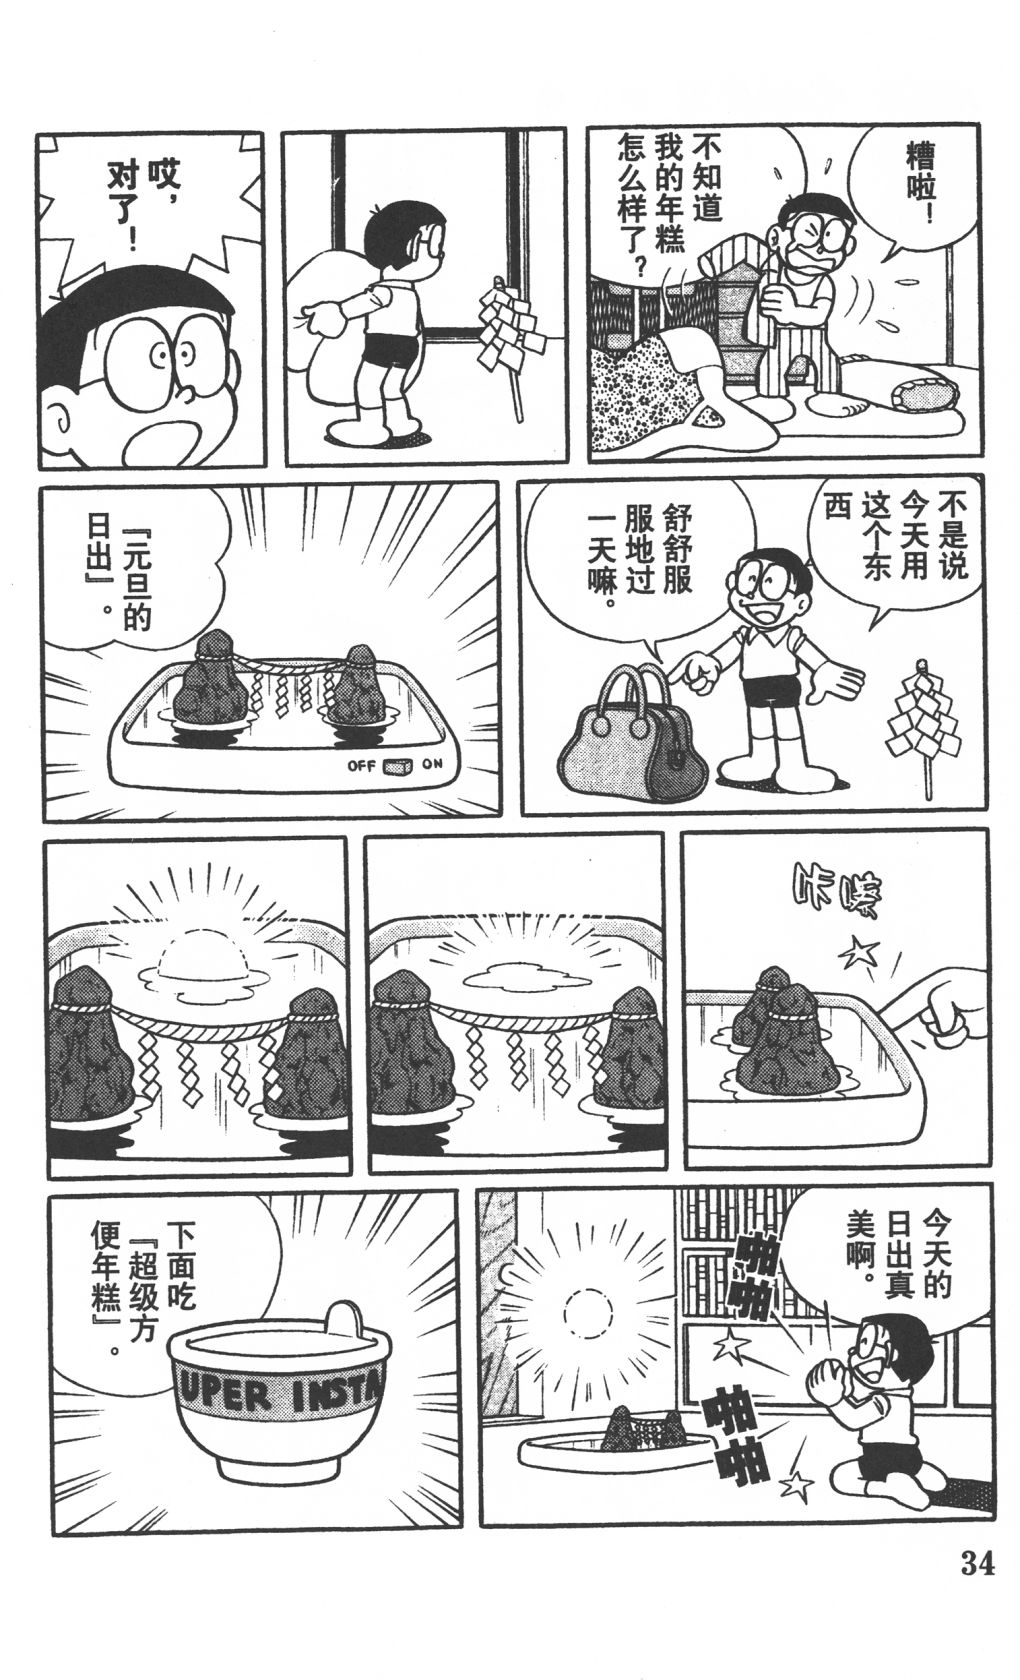 糟啦！
不知道
我的年糕
怎么样了？
哎，
对了！
不是说
今天用
这个东
西
舒舒服
服地过
一天嘛。
『元旦的
日出』。
OFF ON
咔嚓
今天的
日出真
美啊。
啪啪
啪啪
下面吃
『超级方
便年糕』。
UPER INSTA
34